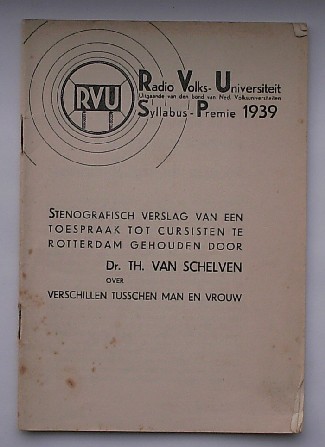 RVU
Radio Volks-Universiteit
Uitgaande van den bond van Ned. Volksuniversiteiten
Syllabus-Premie 1939
STENOGRAFISCH VERSLAG VAN EEN
TOESPRAAK TOT CURSISTEN TE
ROTTERDAM GEHOUDEN DOOR
Dr. TH. VAN SCHELVEN
OVER
VERSCHILLEN TUSSCHEN MAN EN VROUW